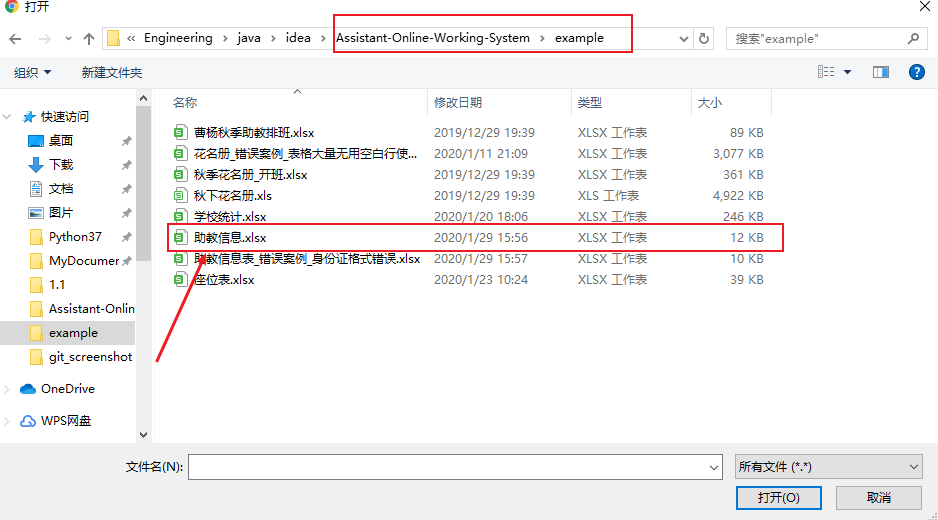 打开
« Engineering > java > idea > Assistant-Online-Working-System > example
搜索"example"
组织 新建文件夹
名称 修改日期 类型 大小
快速访问
桌面
下载
文档
图片
Python37
MyDocumer
1.1
Assistant-Onlin
example
git_screenshot
OneDrive
WPS网盘
曹杨秋季助教排班.xlsx 2019/12/29 19:39 XLSX 工作表 89 KB
花名册_错误案例_表格大量无用空白行使... 2020/1/11 21:09 XLSX 工作表 3,077 KB
秋季花名册_开班.xlsx 2019/12/29 19:39 XLSX 工作表 361 KB
秋下花名册.xls 2019/12/29 19:39 XLS 工作表 4,922 KB
学校统计.xlsx 2020/1/20 18:06 XLSX 工作表 246 KB
助教信息.xlsx 2020/1/29 15:56 XLSX 工作表 12 KB
助教信息表_错误案例_身份证格式错误.xlsx 2020/1/29 15:57 XLSX 工作表 10 KB
座位表.xlsx 2020/1/23 10:24 XLSX 工作表 39 KB
文件名(N): 所有文件 (*.*)
打开(O) 取消